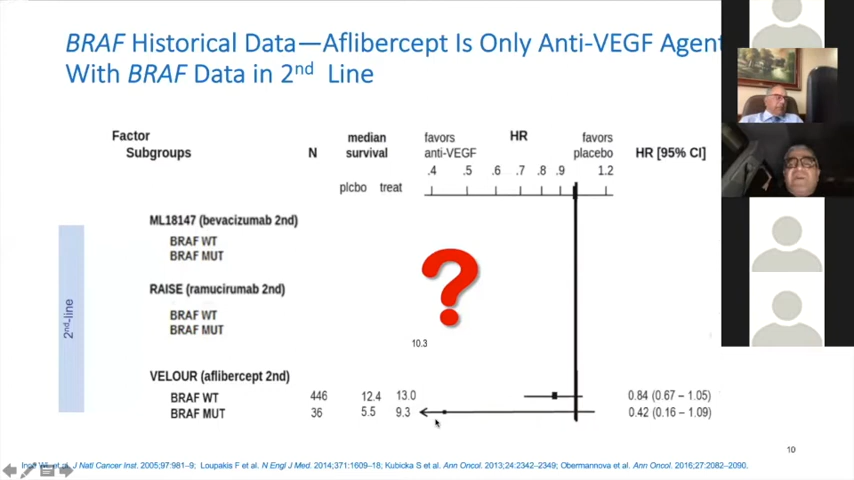 BRAF Historical Data—Aflibercept Is Only Anti-VEGF Agent
With BRAF Data in 2nd Line
Factor
Subgroups
N
median
survival
plcbo treat
favors
anti-VEGF
HR
favors
placebo
HR [95% CI]
.4 .5 .6 .7 .8 .9 1.2
2nd-line
ML18147 (bevacizumab 2nd)
BRAF WT
BRAF MUT
RAISE (ramucirumab 2nd)
BRAF WT
BRAF MUT
?
10.3
VELOUR (aflibercept 2nd)
BRAF WT 446 12.4 13.0 0.84 (0.67 – 1.05)
BRAF MUT 36 5.5 9.3 0.42 (0.16 – 1.09)
10
et al. J Natl Cancer Inst. 2005;97:981–9; Loupakis F et al. N Engl J Med. 2014;371:1609–18; Kubicka S et al. Ann Oncol. 2013;24:2342–2349; Obermannova et al. Ann Oncol. 2016;27:2082–2090.